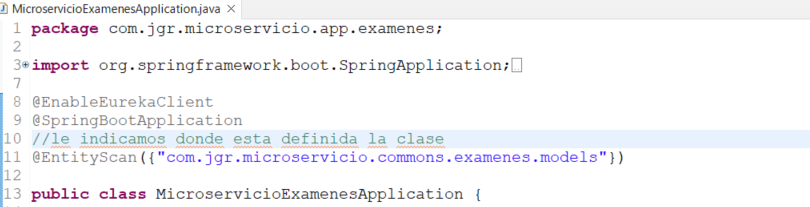 MicroservicioExamenesApplication.java
1 package com.jgr.microservicio.app.examenes;
2
3 import org.springframework.boot.SpringApplication;
7
8 @EnableEurekaClient
9 @SpringBootApplication
10 //le indicamos donde esta definida la clase
11 @EntityScan({"com.jgr.microservicio.commons.examenes.models"})
12
13 public class MicroservicioExamenesApplication {